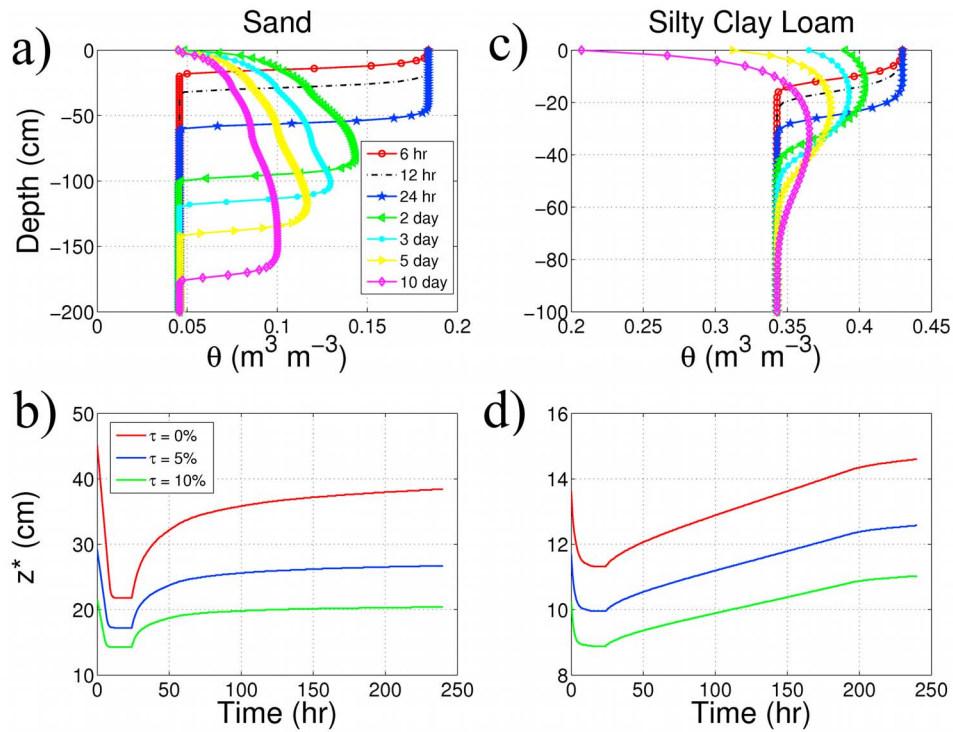 Sand
Silty Clay Loam
a)
c)
0
−50
−100
−150
−200
Depth (cm)
0
0.05
0.1
0.15
0.2
θ (m³ m⁻³)
6 hr
12 hr
24 hr
2 day
3 day
5 day
10 day
0
−20
−40
−60
−80
−100
0.2
0.25
0.3
0.35
0.4
0.45
θ (m³ m⁻³)
b)
d)
50
40
30
20
10
z* (cm)
τ = 0%
τ = 5%
τ = 10%
0
50
100
150
200
250
Time (hr)
16
14
12
10
8
0
50
100
150
200
250
Time (hr)